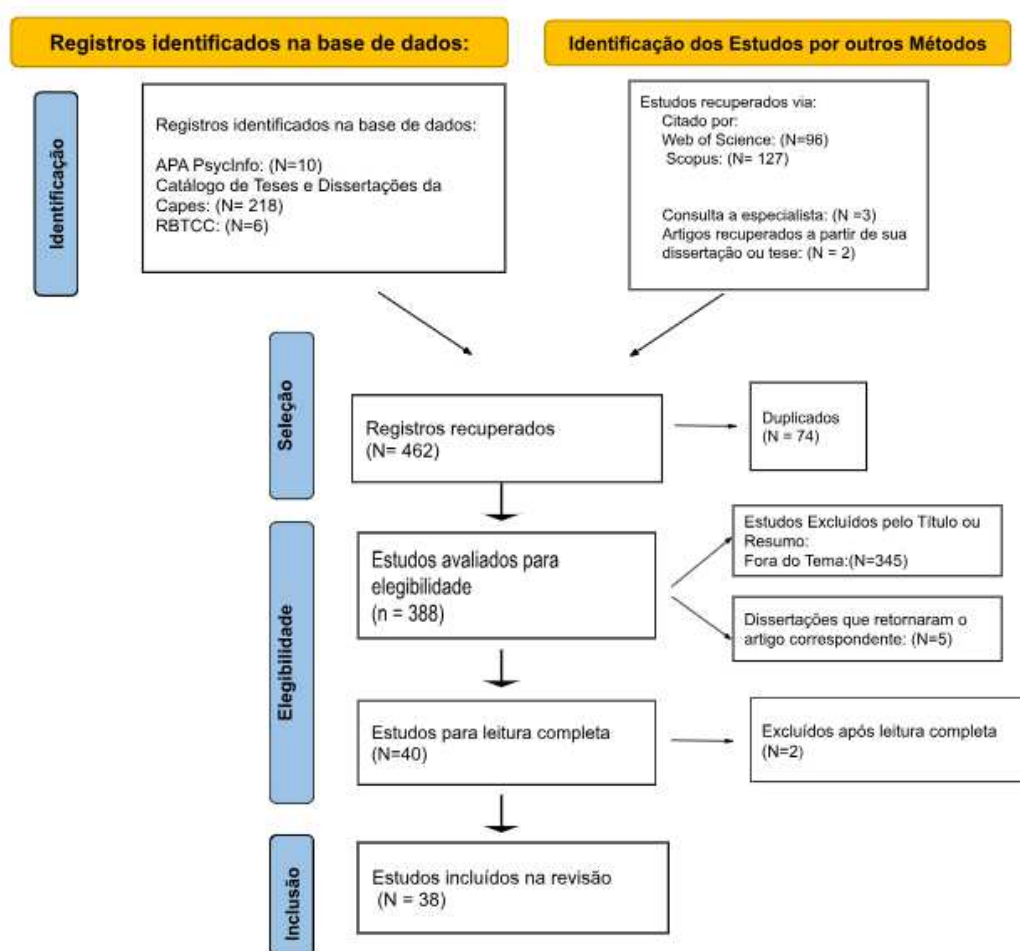 Registros identificados na base de dados:
Identificação dos Estudos por outros Métodos
Identificação
Registros identificados na base de dados:
APA PsycInfo: (N=10)
Catálogo de Teses e Dissertações da
Capes: (N= 218)
RBTCC: (N=6)
Estudos recuperados via:
Citado por:
Web of Science: (N=96)
Scopus: (N= 127)
Consulta a especialista: (N =3)
Artigos recuperados a partir de sua
dissertação ou tese: (N = 2)
Seleção
Registros recuperados
(N= 462)
Duplicados
(N = 74)
Elegibilidade
Estudos avaliados para
elegibilidade
(n = 388)
Estudos Excluídos pelo Título ou
Resumo:
Fora do Tema:(N=345)
Dissertações que retornaram o
artigo correspondente: (N=5)
Estudos para leitura completa
(N=40)
Excluídos após leitura completa
(N=2)
Inclusão
Estudos incluídos na revisão
(N = 38)